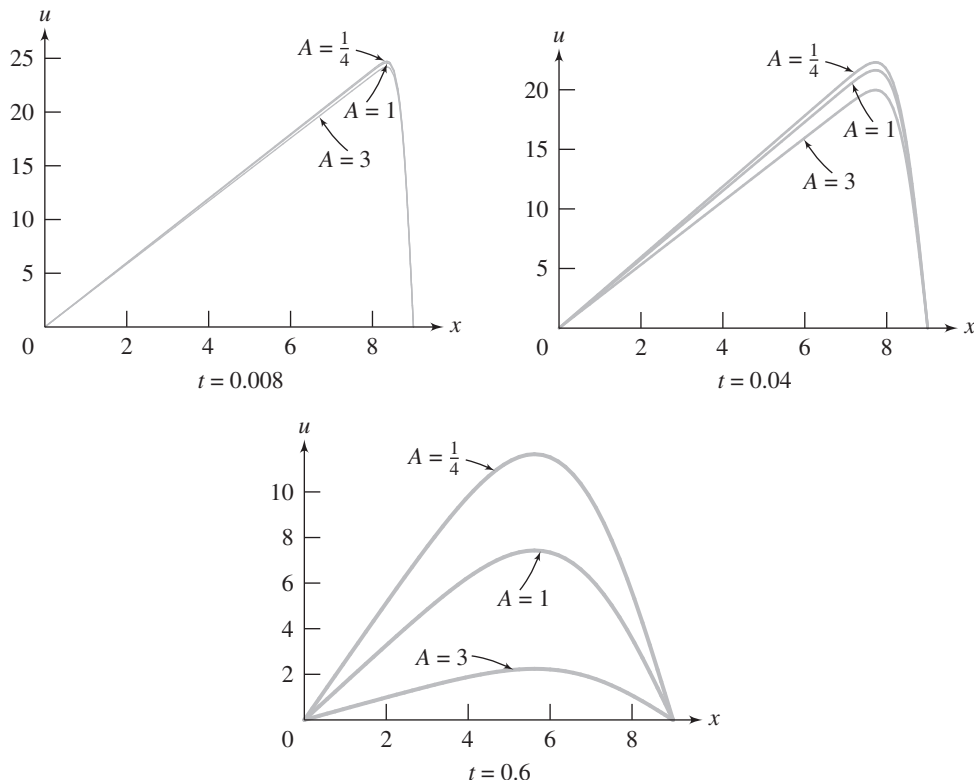 u
25
20
15
10
5
A = 1/4
A = 1
A = 3
0
2
4
6
8
x
t = 0.008
u
20
15
10
5
A = 1/4
A = 1
A = 3
0
2
4
6
8
x
t = 0.04
u
10
8
6
4
2
A = 1/4
A = 1
A = 3
0
2
4
6
8
x
t = 0.6